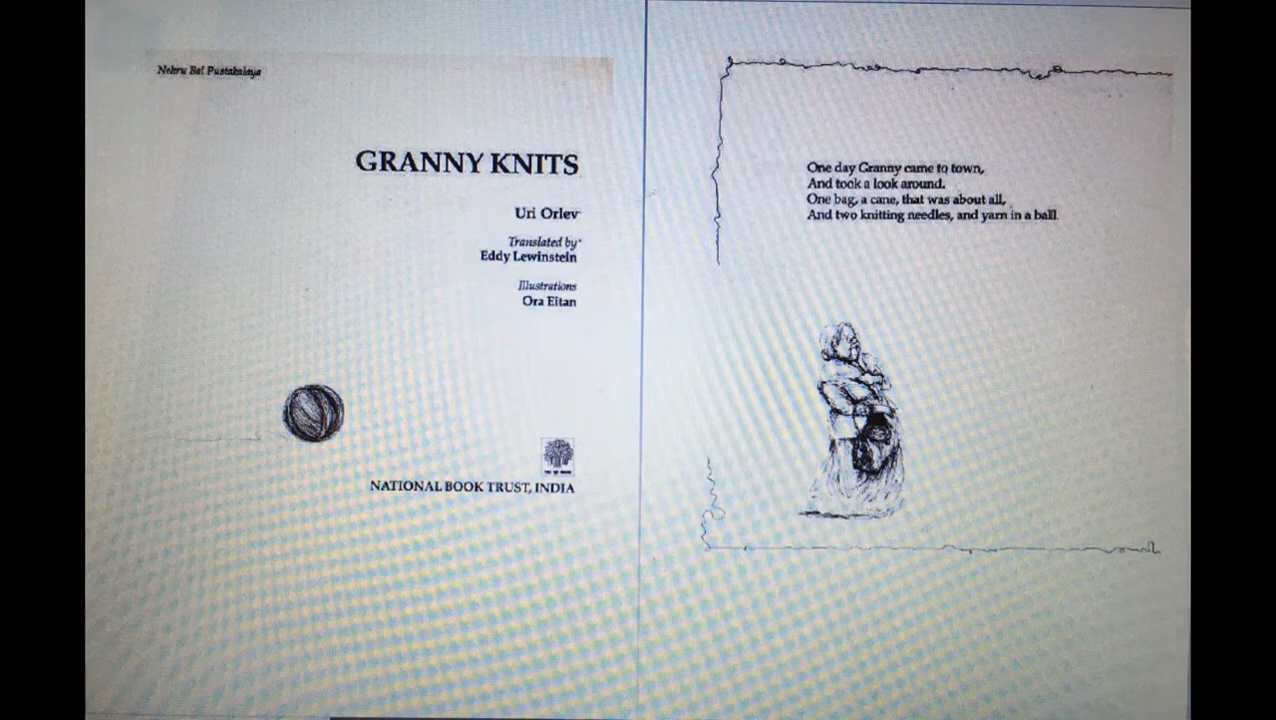 Nehru Bal Pustakalaya
GRANNY KNITS
Uri Orlev
Translated by
Eddy Lewinstein
Illustrations
Ora Eitan
NATIONAL BOOK TRUST, INDIA
One day Granny came to town,
And took a look around.
One bag, a cane, that was about all,
And two knitting needles, and yarn in a ball.